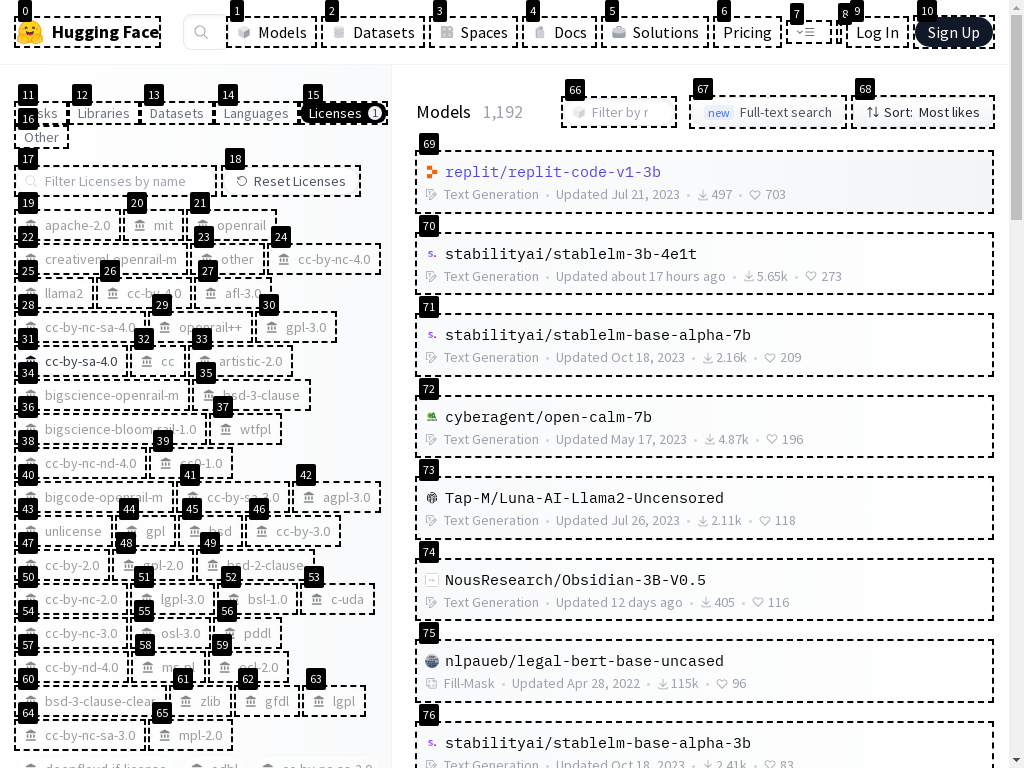 0 1 2 3 4 5 6 7 8 9 10
Hugging Face Models Datasets Spaces Docs Solutions Pricing Log In Sign Up
11 12 13 14 15
Libraries Datasets Languages Licenses 1
16
Other
17 18
Filter Licenses by name Reset Licenses
19 20 21
apache-2.0 mit openrail
22 23 24
creativeml-openrail-m other cc-by-nc-4.0
25 26 27
llama2 cc-by-4.0 afl-3.0
28 29 30
cc-by-nc-sa-4.0 openrail++ gpl-3.0
31 32 33
cc-by-sa-4.0 cc artistic-2.0
34 35
bigscience-openrail-m bsd-3-clause
36 37
bigscience-bloom-rail-1.0 wtfpl
38 39
cc-by-nc-nd-4.0 cc0-1.0
40 41 42
bigcode-openrail-m cc-by-sa-3.0 agpl-3.0
43 44 45 46
unlicense gpl bsd cc-by-3.0
47 48 49
cc-by-2.0 gpl-2.0 bsd-2-clause
50 51 52 53
cc-by-nc-2.0 lgpl-3.0 bsl-1.0 c-uda
54 55 56
cc-by-nc-3.0 osl-3.0 pddl
57 58 59
cc-by-nd-4.0 ms-pl ecl-2.0
60 61 62 63
bsd-3-clause-clear zlib gfdl lgpl
64 65
cc-by-nc-sa-3.0 mpl-2.0
66 67 68
Models 1,192 Filter by r new Full-text search Sort: Most likes
69
replit/replit-code-v1-3b
Text Generation • Updated Jul 21, 2023 • 497 • 703
70
stabilityai/stablelm-3b-4e1t
Text Generation • Updated about 17 hours ago • 5.65k • 273
71
stabilityai/stablelm-base-alpha-7b
Text Generation • Updated Oct 18, 2023 • 2.16k • 209
72
cyberagent/open-calm-7b
Text Generation • Updated May 17, 2023 • 4.87k • 196
73
Tap-M/Luna-AI-Llama2-Uncensored
Text Generation • Updated Jul 26, 2023 • 2.11k • 118
74
NousResearch/Obsidian-3B-V0.5
Text Generation • Updated 12 days ago • 405 • 116
75
nlpaueb/legal-bert-base-uncased
Fill-Mask • Updated Apr 28, 2022 • 115k • 96
76
stabilityai/stablelm-base-alpha-3b
Text Generation • Updated Oct 18, 2023 • 2.41k • 83